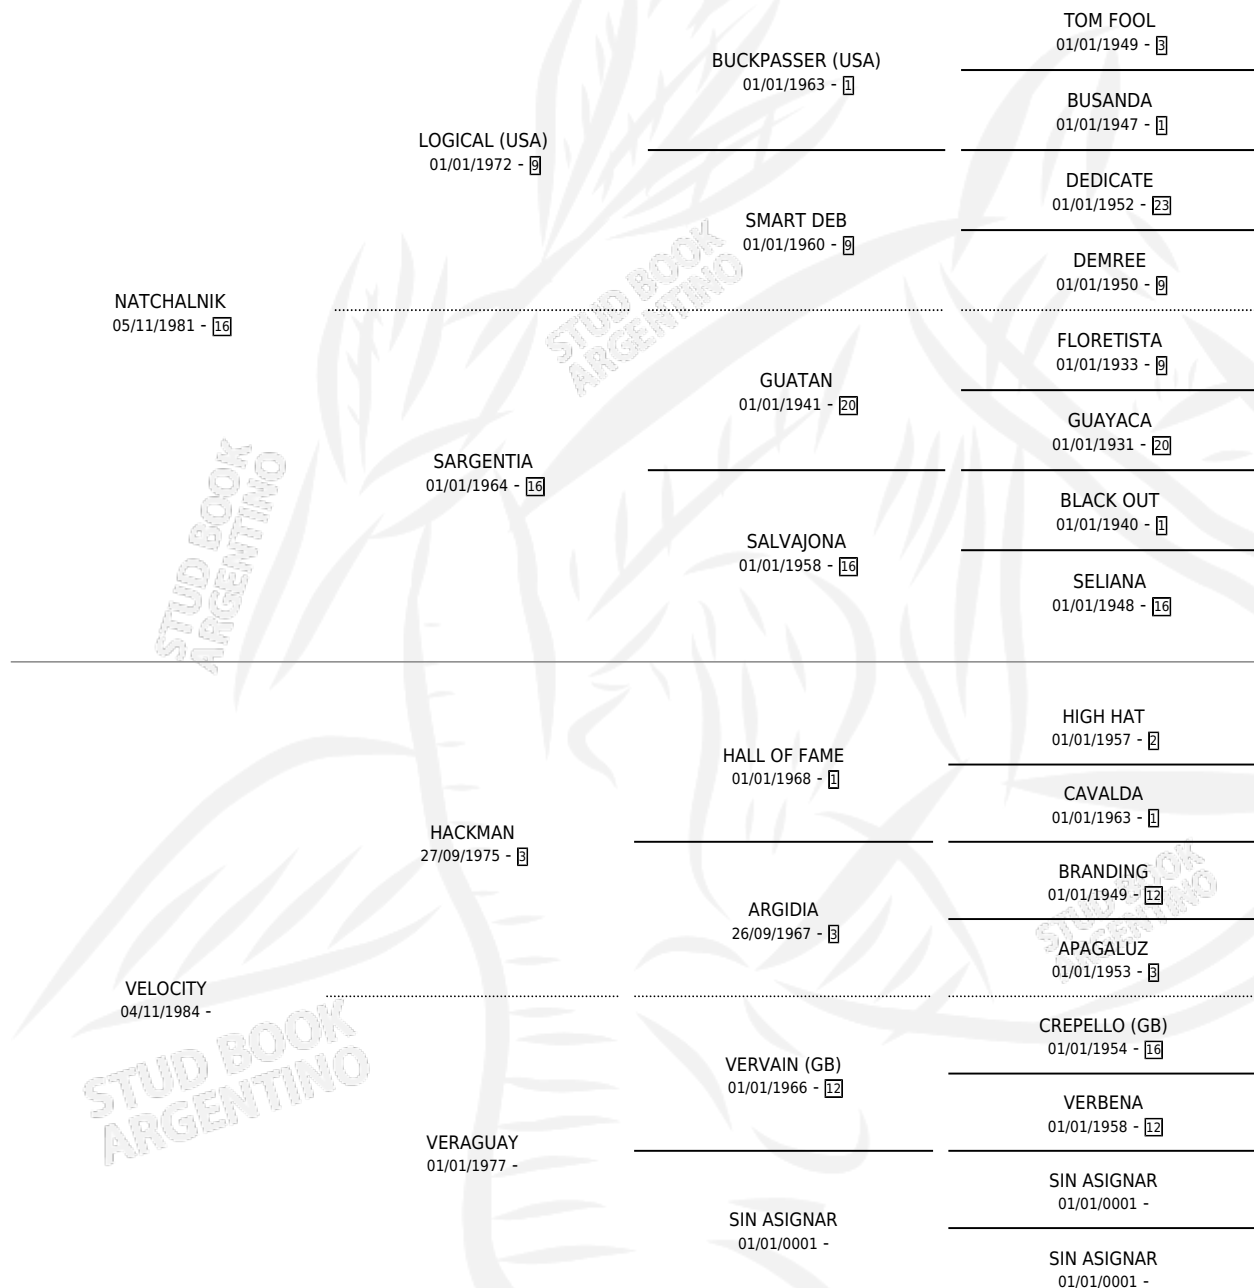 TOM FOOL
01/01/1949 - 3
BUCKPASSER (USA)
01/01/1963 - 1
BUSANDA
01/01/1947 - 1
LOGICAL (USA)
01/01/1972 - 9
DEDICATE
01/01/1952 - 23
SMART DEB
01/01/1960 - 9
DEMREE
01/01/1950 - 9
NATCHALNIK
05/11/1981 - 16
FLORETISTA
01/01/1933 - 9
GUATAN
01/01/1941 - 20
GUAYACA
01/01/1931 - 20
SARGENTIA
01/01/1964 - 16
BLACK OUT
01/01/1940 - 1
SALVAJONA
01/01/1958 - 16
SELIANA
01/01/1948 - 16
HIGH HAT
01/01/1957 - 2
HALL OF FAME
01/01/1968 - 1
CAVALDA
01/01/1963 - 1
HACKMAN
27/09/1975 - 3
BRANDING
01/01/1949 - 12
ARGIDIA
26/09/1967 - 3
APAGALUZ
01/01/1953 - 3
VELOCITY
04/11/1984 -
CREPELLO (GB)
01/01/1954 - 16
VERVAIN (GB)
01/01/1966 - 12
VERBENA
01/01/1958 - 12
VERAGUAY
01/01/1977 -
SIN ASIGNAR
01/01/0001 -
SIN ASIGNAR
01/01/0001 -
SIN ASIGNAR
01/01/0001 -
STUD BOOK
ARGENTINO
STUD BOOK
ARGENTINO
STUD BOOK
ARGENTINO
STUD BOOK
ARGENTINO